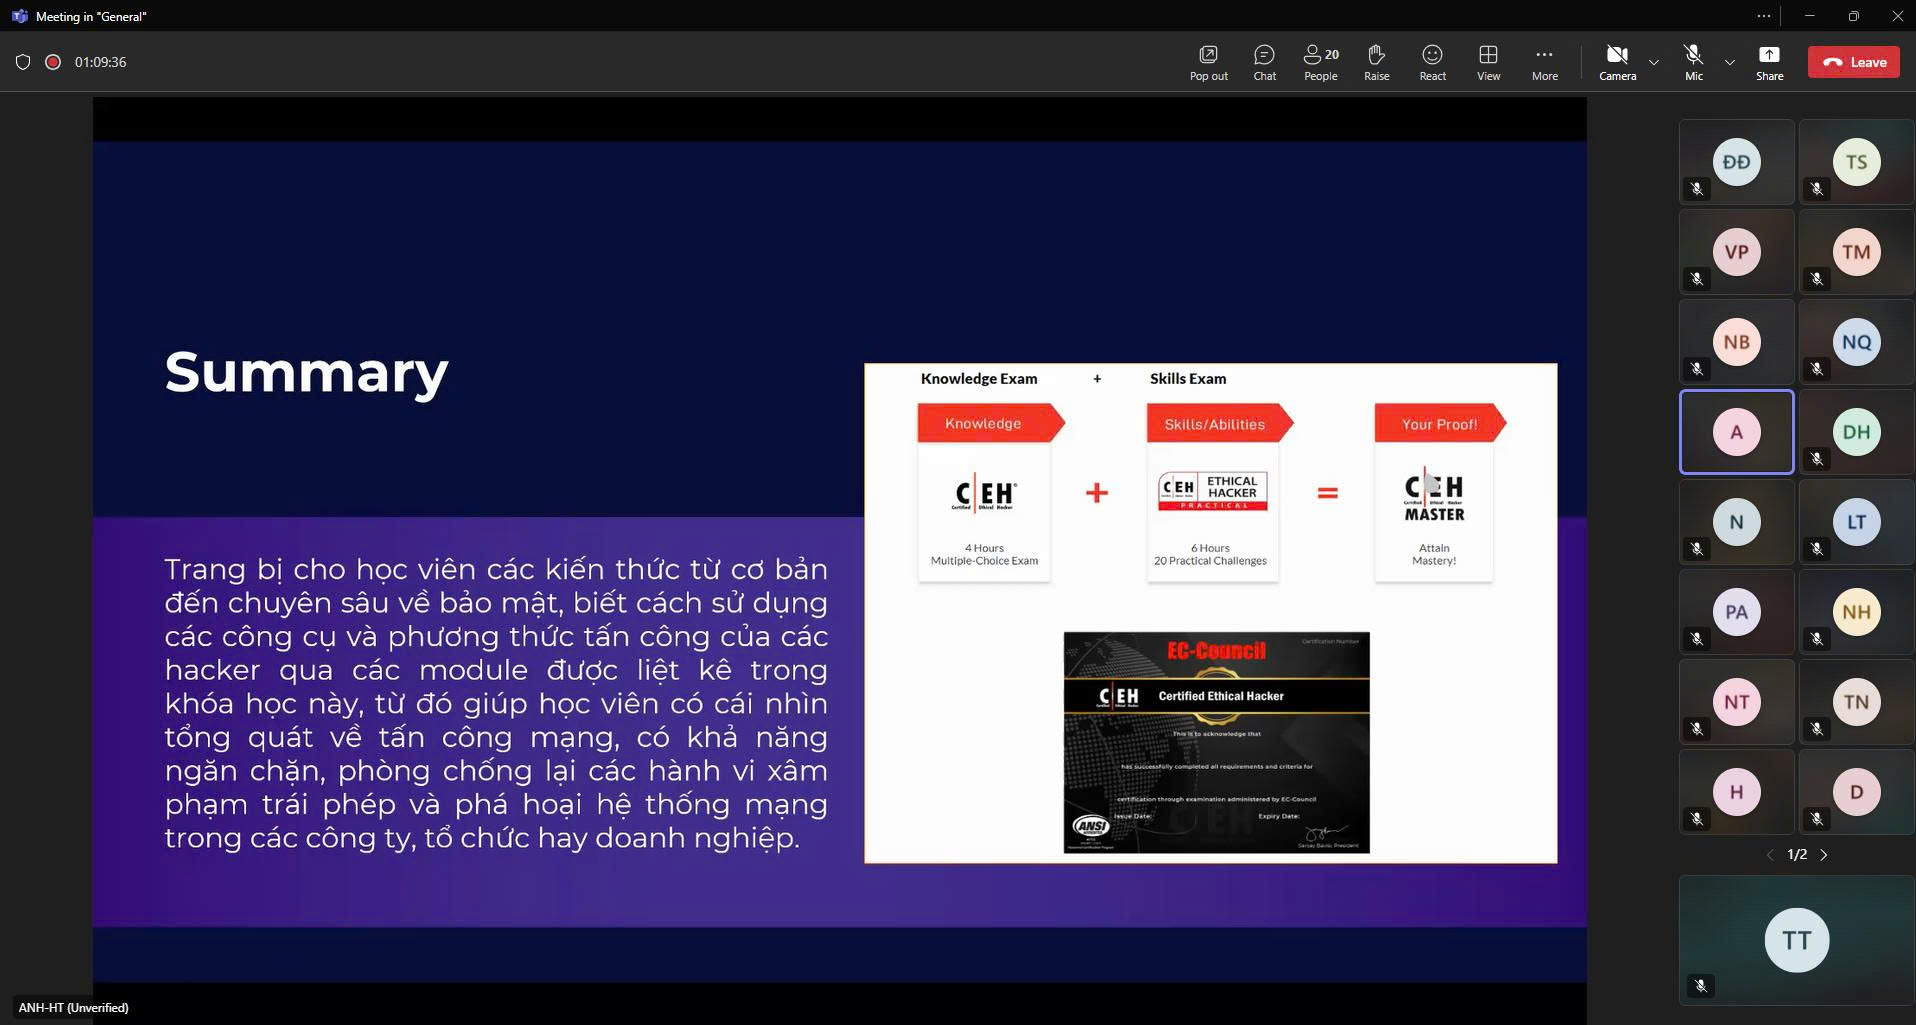 Meeting in "General"
01:09:36
Pop out
Chat
20
People
Raise
React
View
More
Camera
Mic
Share
Leave
Summary
Trang bị cho học viên các kiến thức từ cơ bản
đến chuyên sâu về bảo mật, biết cách sử dụng
các công cụ và phương thức tấn công của các
hacker qua các module được liệt kê trong
khóa học này, từ đó giúp học viên có cái nhìn
tổng quát về tấn công mạng, có khả năng
ngăn chặn, phòng chống lại các hành vi xâm
phạm trái phép và phá hoại hệ thống mạng
trong các công ty, tổ chức hay doanh nghiệp.
Knowledge Exam + Skills Exam
Knowledge
Skills/Abilities
Your Proof!
C EH
Certified Ethical Hacker
+
C EH ETHICAL
HACKER
PRACTICAL
=
C EH
MASTER
4 Hours
Multiple-Choice Exam
6 Hours
20 Practical Challenges
Attain
Mastery!
EC-Council
Certification Number
C EH Certified Ethical Hacker
This is to acknowledge that
has successfully completed all requirements and criteria for
certification through examination administered by EC-Council
Issue Date:
Expiry Date:
ANSI
Sanjay Bavisi, President
ĐĐ
TS
VP
TM
NB
NQ
A
DH
N
LT
PA
NH
NT
TN
H
D
1/2
TT
ANH-HT (Unverified)